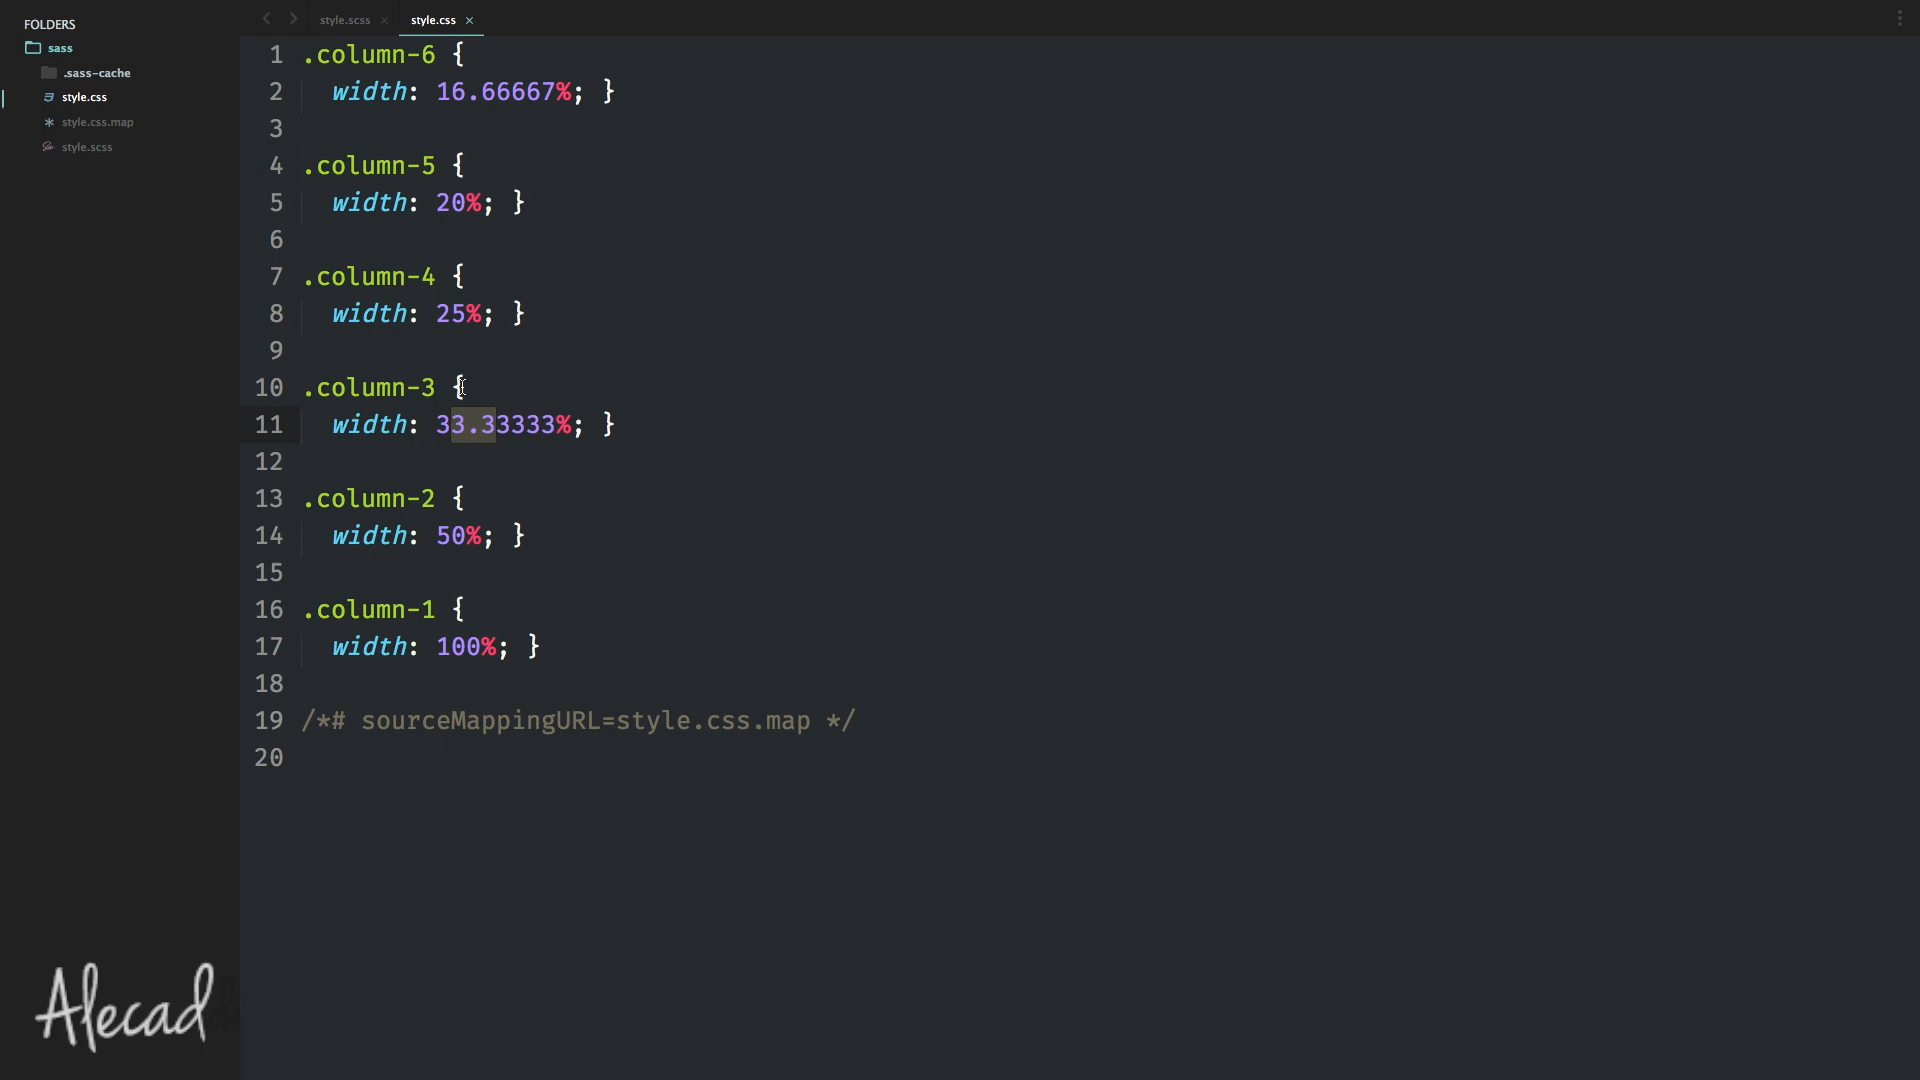 FOLDERS
sass
.sass-cache
style.css
style.css.map
style.scss
style.scss ×
style.css ×
1 .column-6 {
2 width: 16.66667%; }
3
4 .column-5 {
5 width: 20%; }
6
7 .column-4 {
8 width: 25%; }
9
10 .column-3 {
11 width: 33.33333%; }
12
13 .column-2 {
14 width: 50%; }
15
16 .column-1 {
17 width: 100%; }
18
19 /*# sourceMappingURL=style.css.map */
20
Alecad